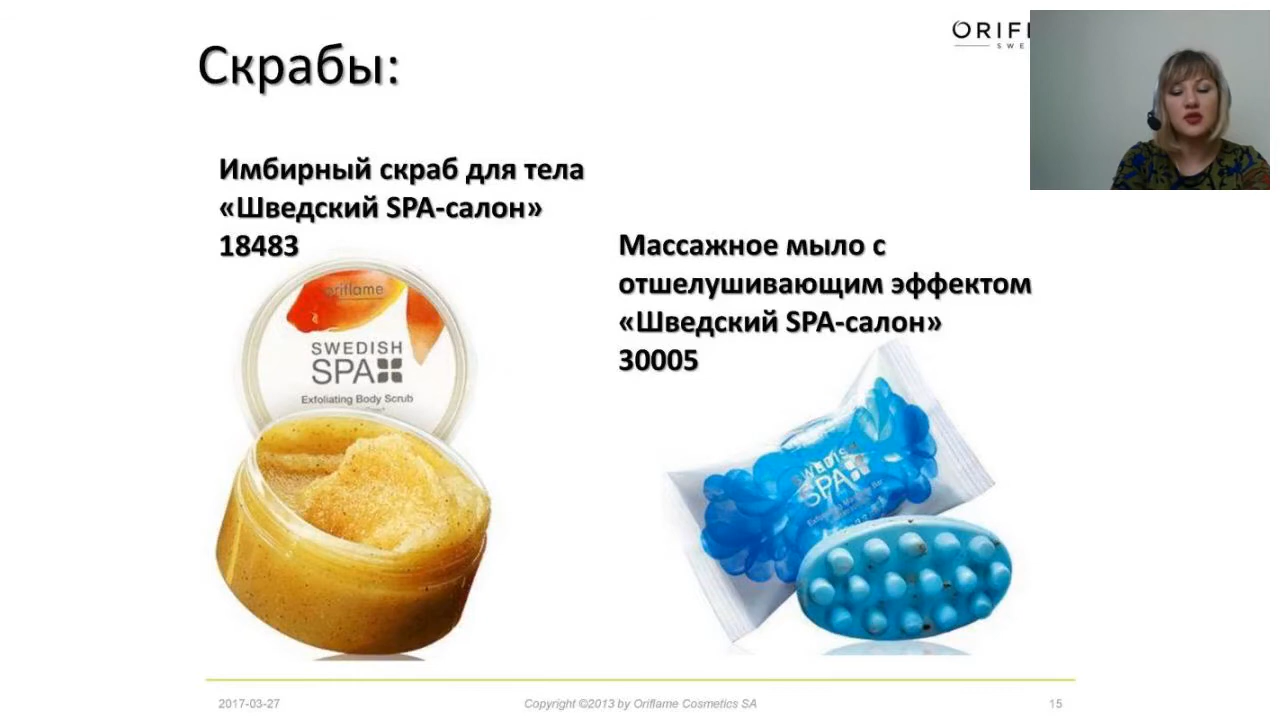 Скрабы:
ORIF
SWE
Имбирный скраб для тела
«Шведский SPA-салон»
18483
Массажное мыло с
отшелушивающим эффектом
«Шведский SPA-салон»
30005
oriflame
SWEDISH
SPA
Exfoliating Body Scrub
SWEDISH
SPA
2017-03-27
Copyright ©2013 by Oriflame Cosmetics SA
15